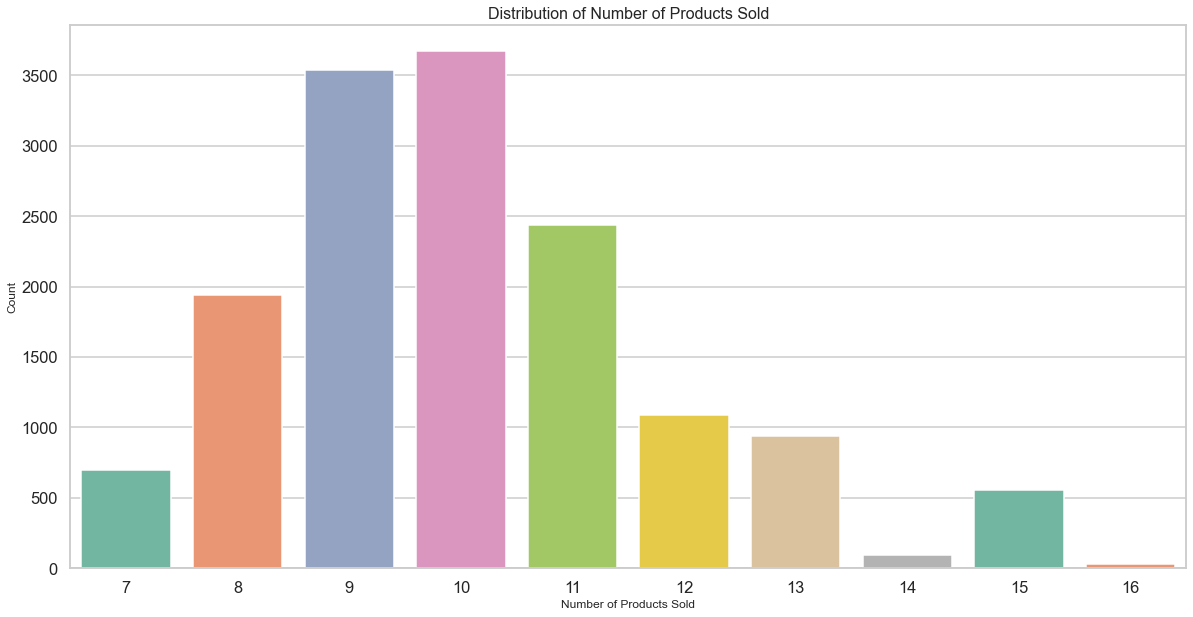 Distribution of Number of Products Sold
3500
3000
2500
2000
1500
1000
500
0
Count
7 8 9 10 11 12 13 14 15 16
Number of Products Sold